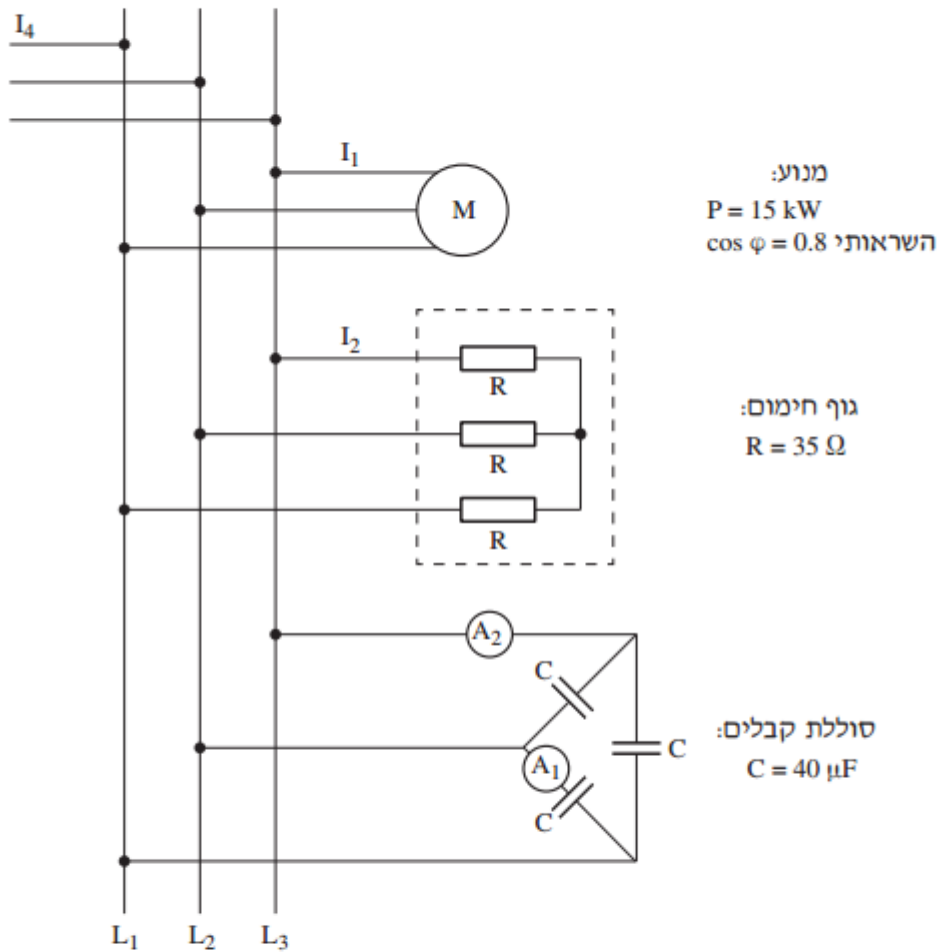 I₄
I₁
M
מנוע:
P = 15 kW
cos φ = 0.8 השראותי
I₂
R
R
R
גוף חימום:
R = 35 Ω
A₂
C
C
A₁
C
סוללת קבלים:
C = 40 μF
L₁ L₂ L₃